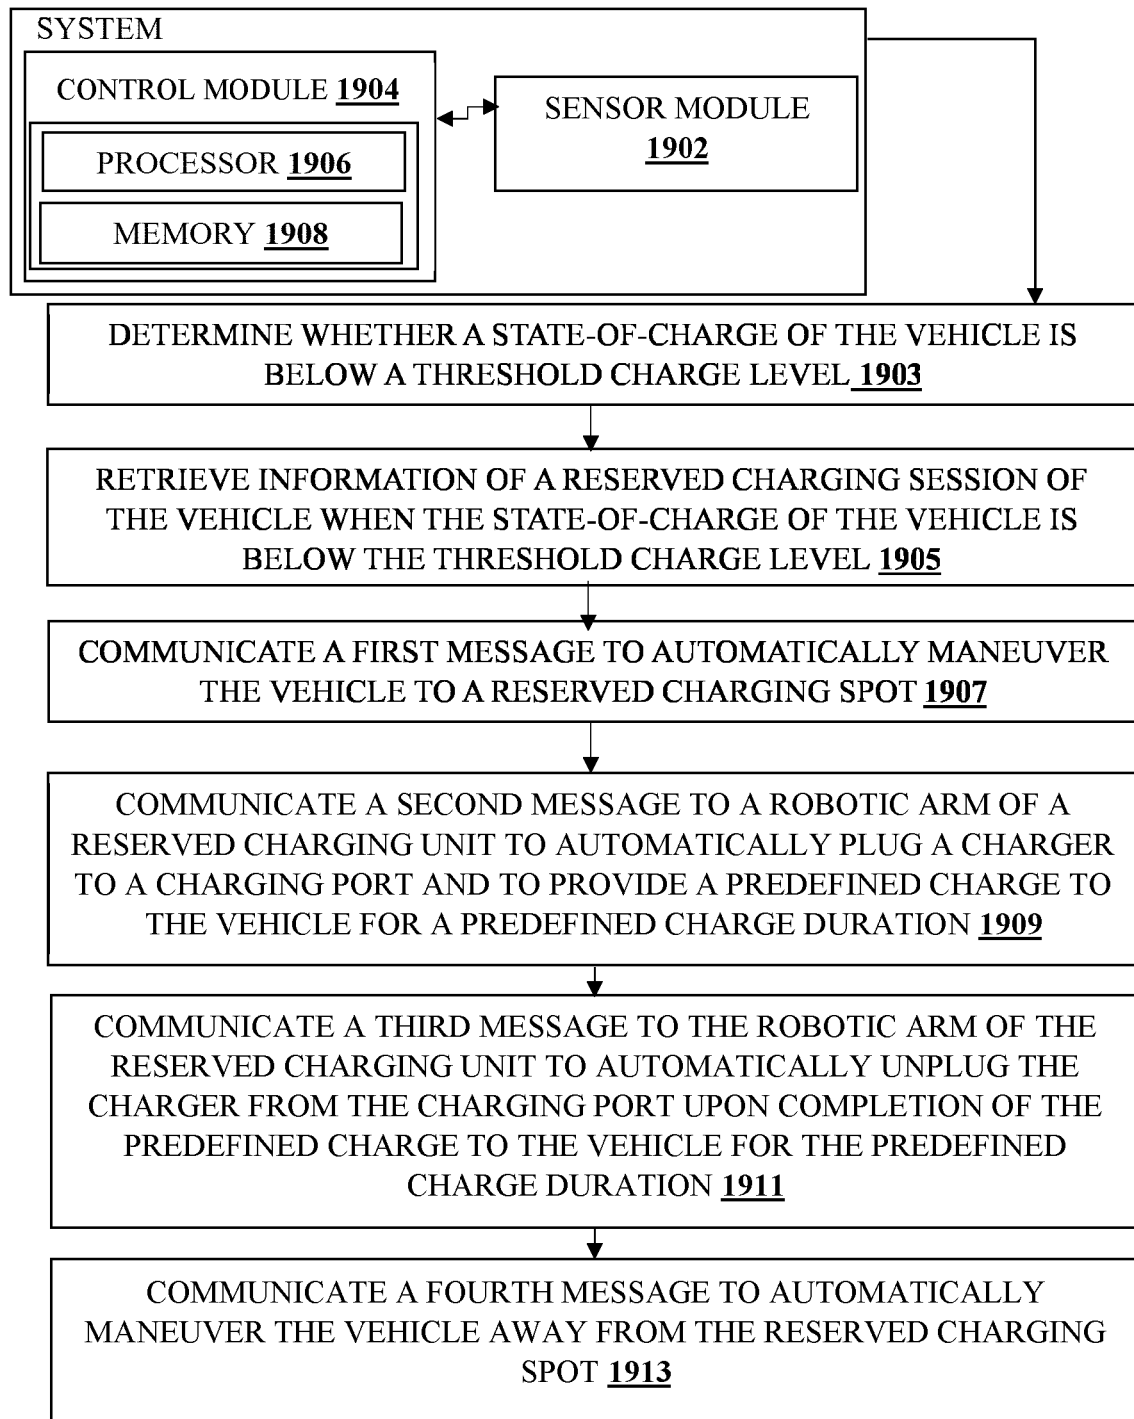 SYSTEM
CONTROL MODULE 1904
PROCESSOR 1906
MEMORY 1908
SENSOR MODULE
1902
DETERMINE WHETHER A STATE-OF-CHARGE OF THE VEHICLE IS
BELOW A THRESHOLD CHARGE LEVEL 1903
RETRIEVE INFORMATION OF A RESERVED CHARGING SESSION OF
THE VEHICLE WHEN THE STATE-OF-CHARGE OF THE VEHICLE IS
BELOW THE THRESHOLD CHARGE LEVEL 1905
COMMUNICATE A FIRST MESSAGE TO AUTOMATICALLY MANEUVER
THE VEHICLE TO A RESERVED CHARGING SPOT 1907
COMMUNICATE A SECOND MESSAGE TO A ROBOTIC ARM OF A
RESERVED CHARGING UNIT TO AUTOMATICALLY PLUG A CHARGER
TO A CHARGING PORT AND TO PROVIDE A PREDEFINED CHARGE TO
THE VEHICLE FOR A PREDEFINED CHARGE DURATION 1909
COMMUNICATE A THIRD MESSAGE TO THE ROBOTIC ARM OF THE
RESERVED CHARGING UNIT TO AUTOMATICALLY UNPLUG THE
CHARGER FROM THE CHARGING PORT UPON COMPLETION OF THE
PREDEFINED CHARGE TO THE VEHICLE FOR THE PREDEFINED
CHARGE DURATION 1911
COMMUNICATE A FOURTH MESSAGE TO AUTOMATICALLY
MANEUVER THE VEHICLE AWAY FROM THE RESERVED CHARGING
SPOT 1913